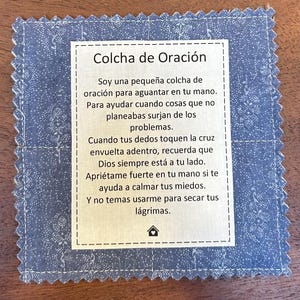 Colcha de Oración
Soy una pequeña colcha de
oración para aguantar en tu mano.
Para ayudar cuando cosas que no
planeabas surjan de los
problemas.
Cuando tus dedos toquen la cruz
envuelta adentro, recuerda que
Dios siempre está a tu lado.
Apriétame fuerte en tu mano si te
ayuda a calmar tus miedos.
Y no temas usarme para secar tus
lágrimas.